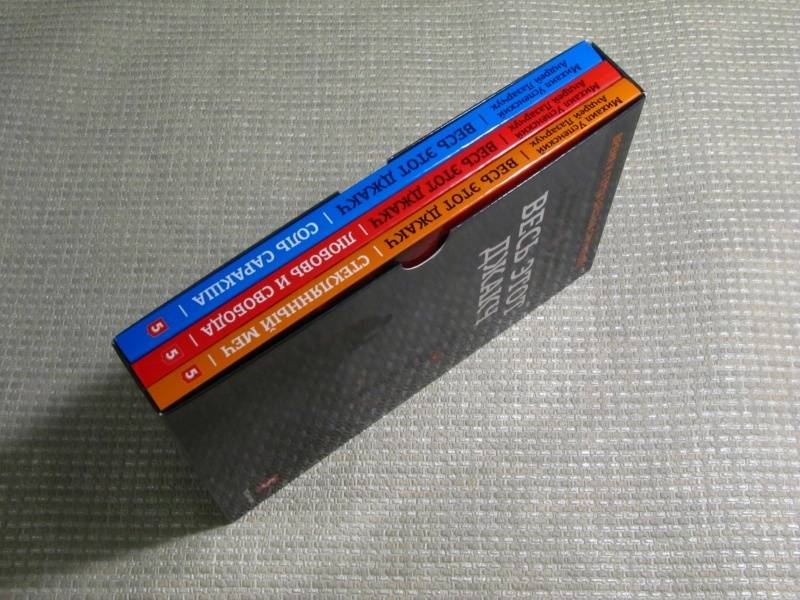 Михаил Успенский
Андрей Лазарчук
ВЕСЬ ЭТОТ ДЖАКЧ | СОЛЬ САРАКША | 5
Михаил Успенский
Андрей Лазарчук
ВЕСЬ ЭТОТ ДЖАКЧ | ЛЮБОВЬ И СВОБОДА | 5
Михаил Успенский
Андрей Лазарчук
ВЕСЬ ЭТОТ ДЖАКЧ | СТЕКЛЯННЫЙ МЕЧ | 5
ВЕСЬ ЭТОТ
ДЖАКЧ